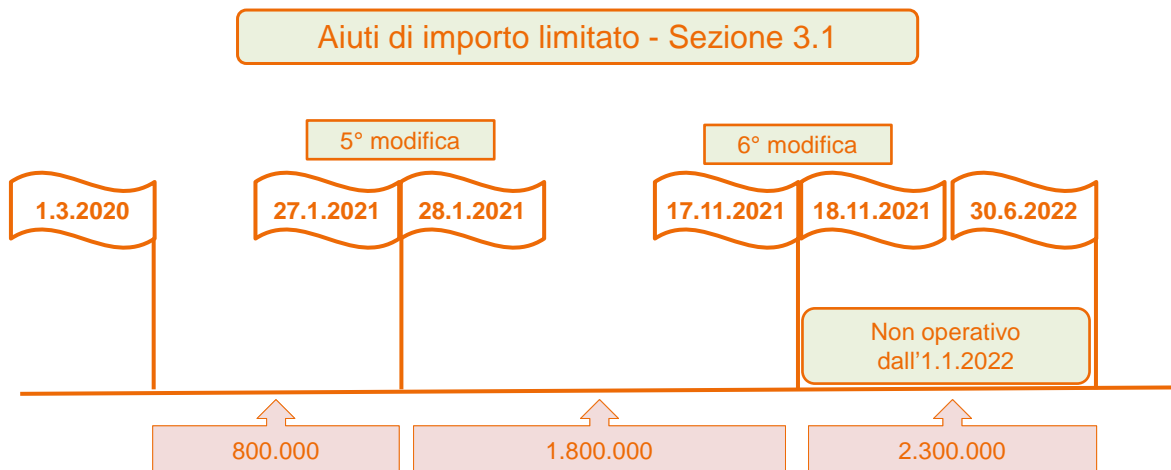 Aiuti di importo limitato - Sezione 3.1
5° modifica
6° modifica
1.3.2020
27.1.2021
28.1.2021
17.11.2021
18.11.2021
30.6.2022
Non operativo
dall'1.1.2022
800.000
1.800.000
2.300.000